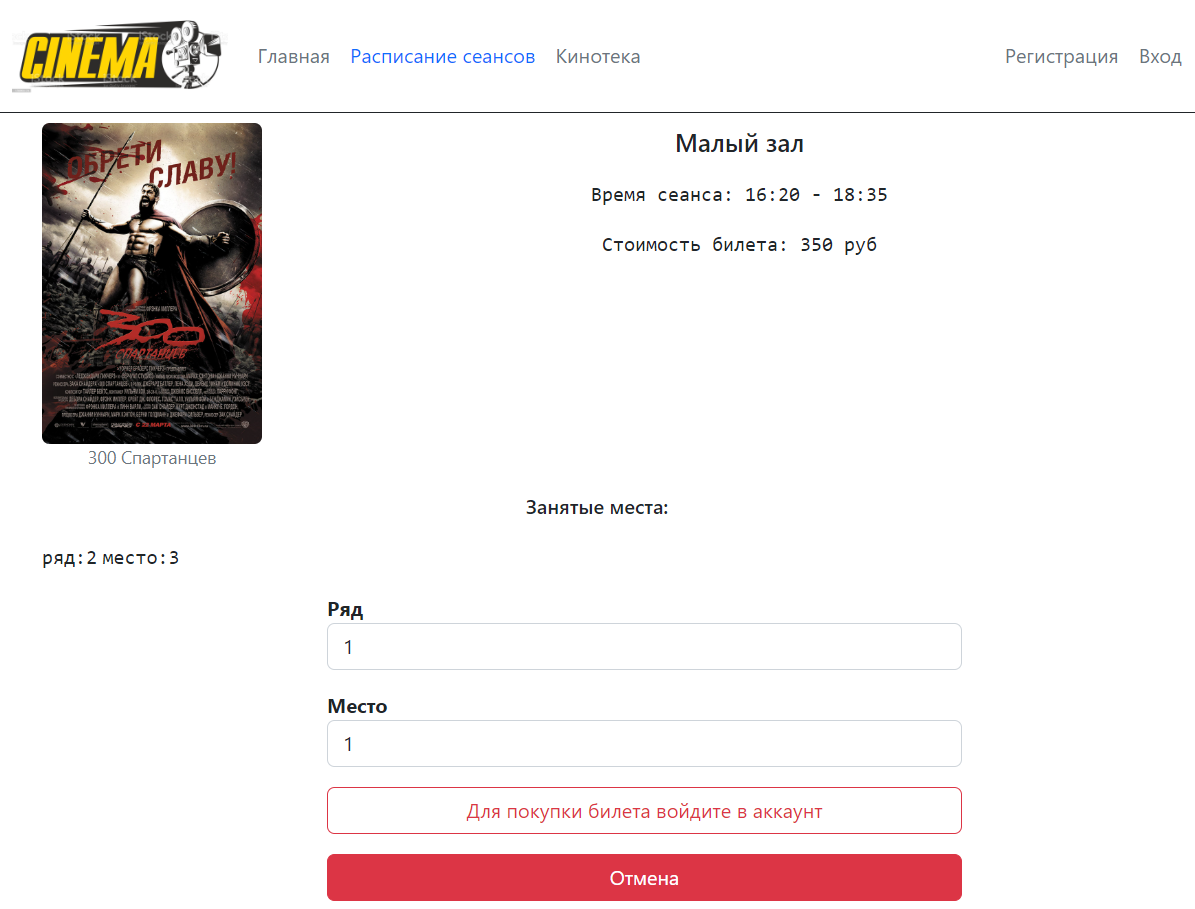 CINEMA
Главная Расписание сеансов Кинотека
Регистрация Вход
ОБРЕТИ
СЛАВУ!
300
СПАРТАНЦЕВ
С 22 МАРТА
300 Спартанцев
Малый зал
Время сеанса: 16:20 - 18:35
Стоимость билета: 350 руб
Занятые места:
ряд:2 место:3
Ряд
1
Место
1
Для покупки билета войдите в аккаунт
Отмена